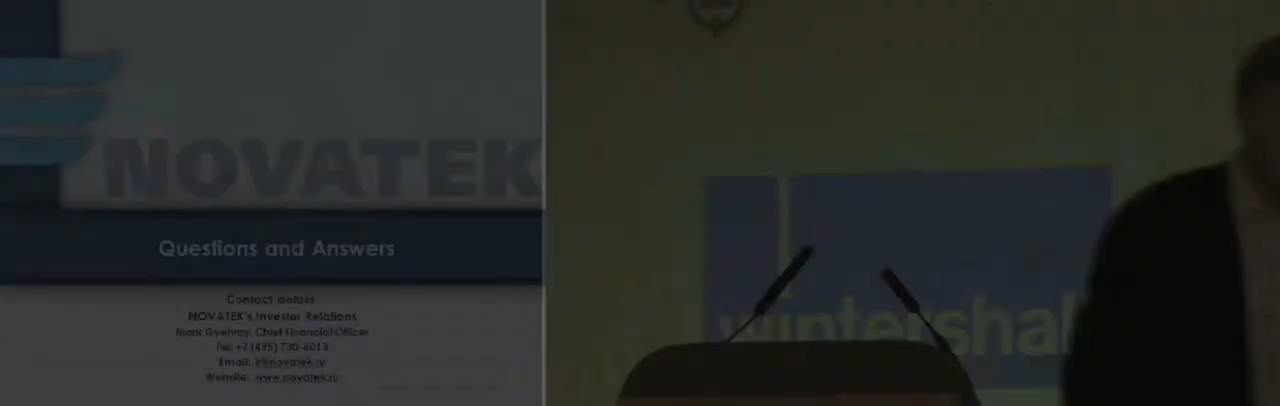 NOVATEK
Questions and Answers
Contact details
NOVATEK's Investor Relations
Mark Gyetvay, Chief Financial Officer
Tel: +7 (495) 730-6013
Email: ir@novatek.ru
Website: www.novatek.ru
wintershal